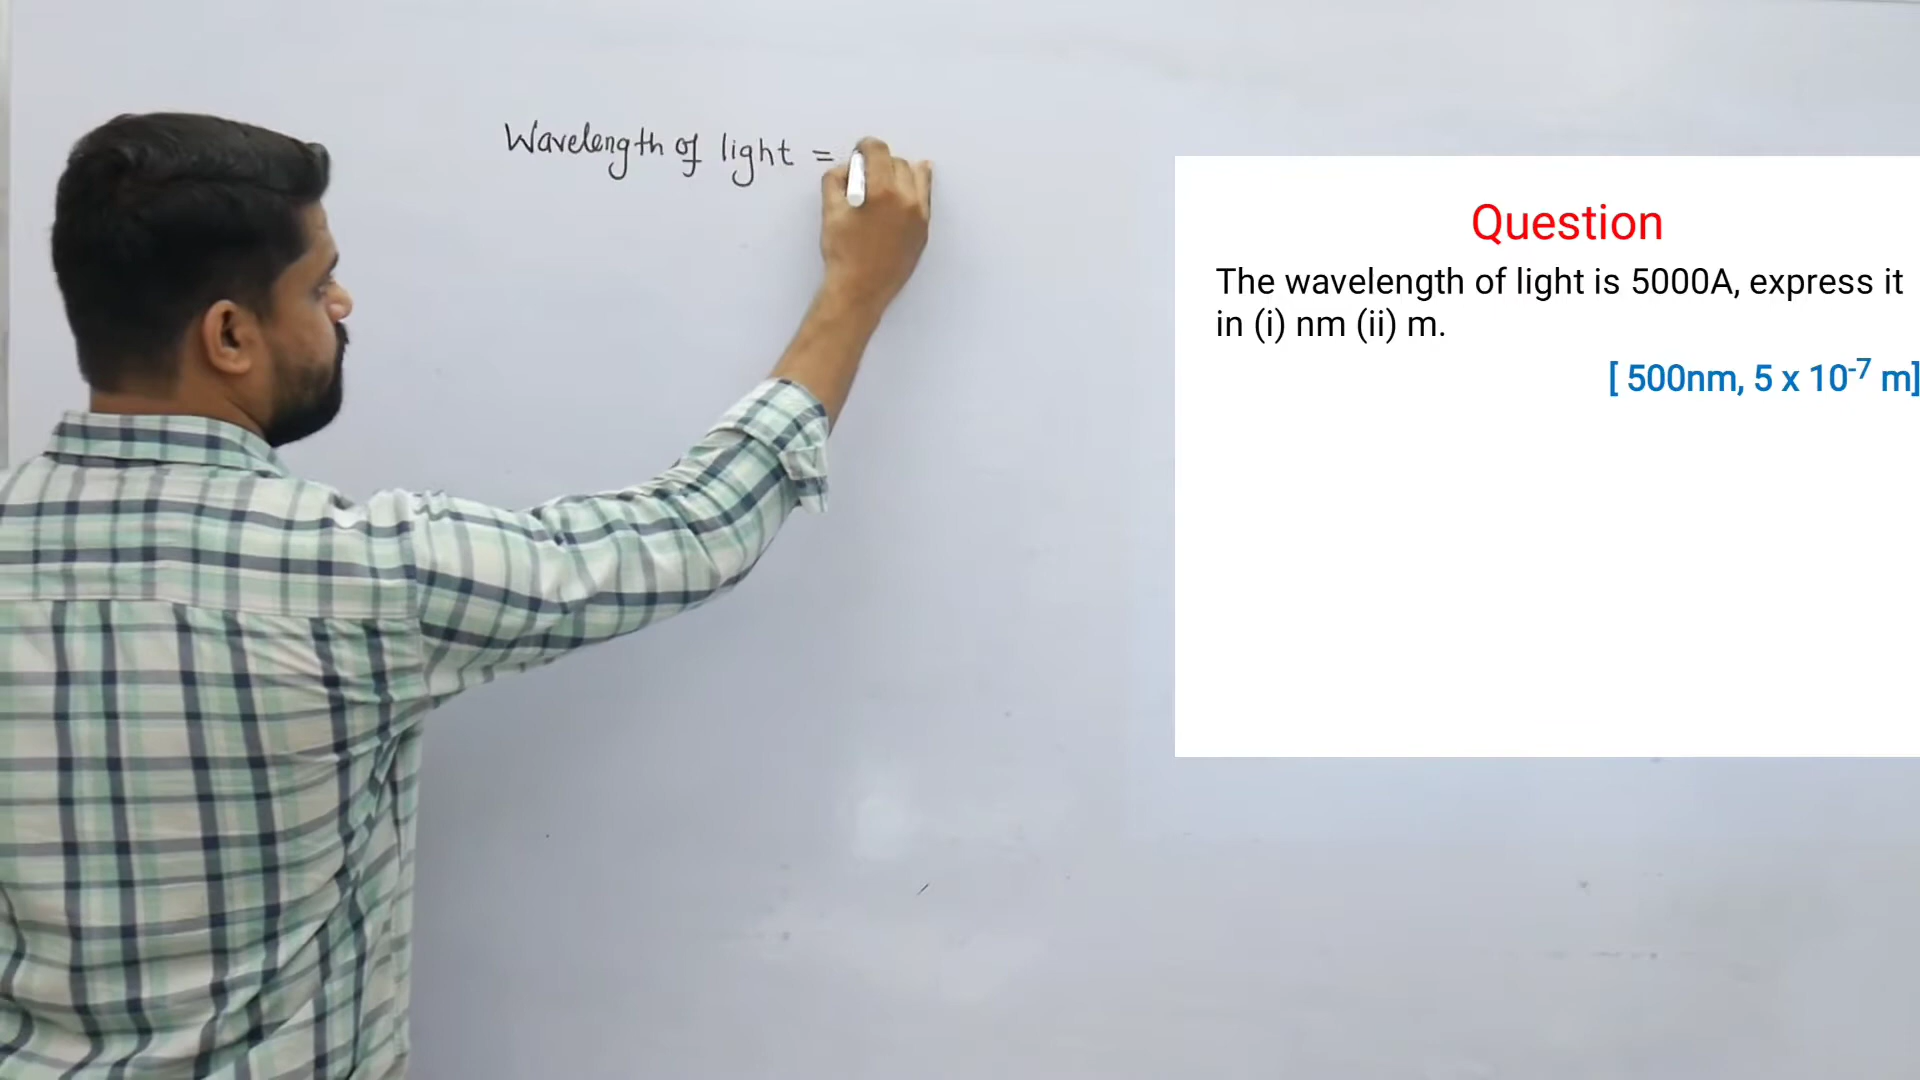 Wavelength of light =
Question
The wavelength of light is 5000A, express it
in (i) nm (ii) m.
[ 500nm, 5 x 10⁻⁷ m]